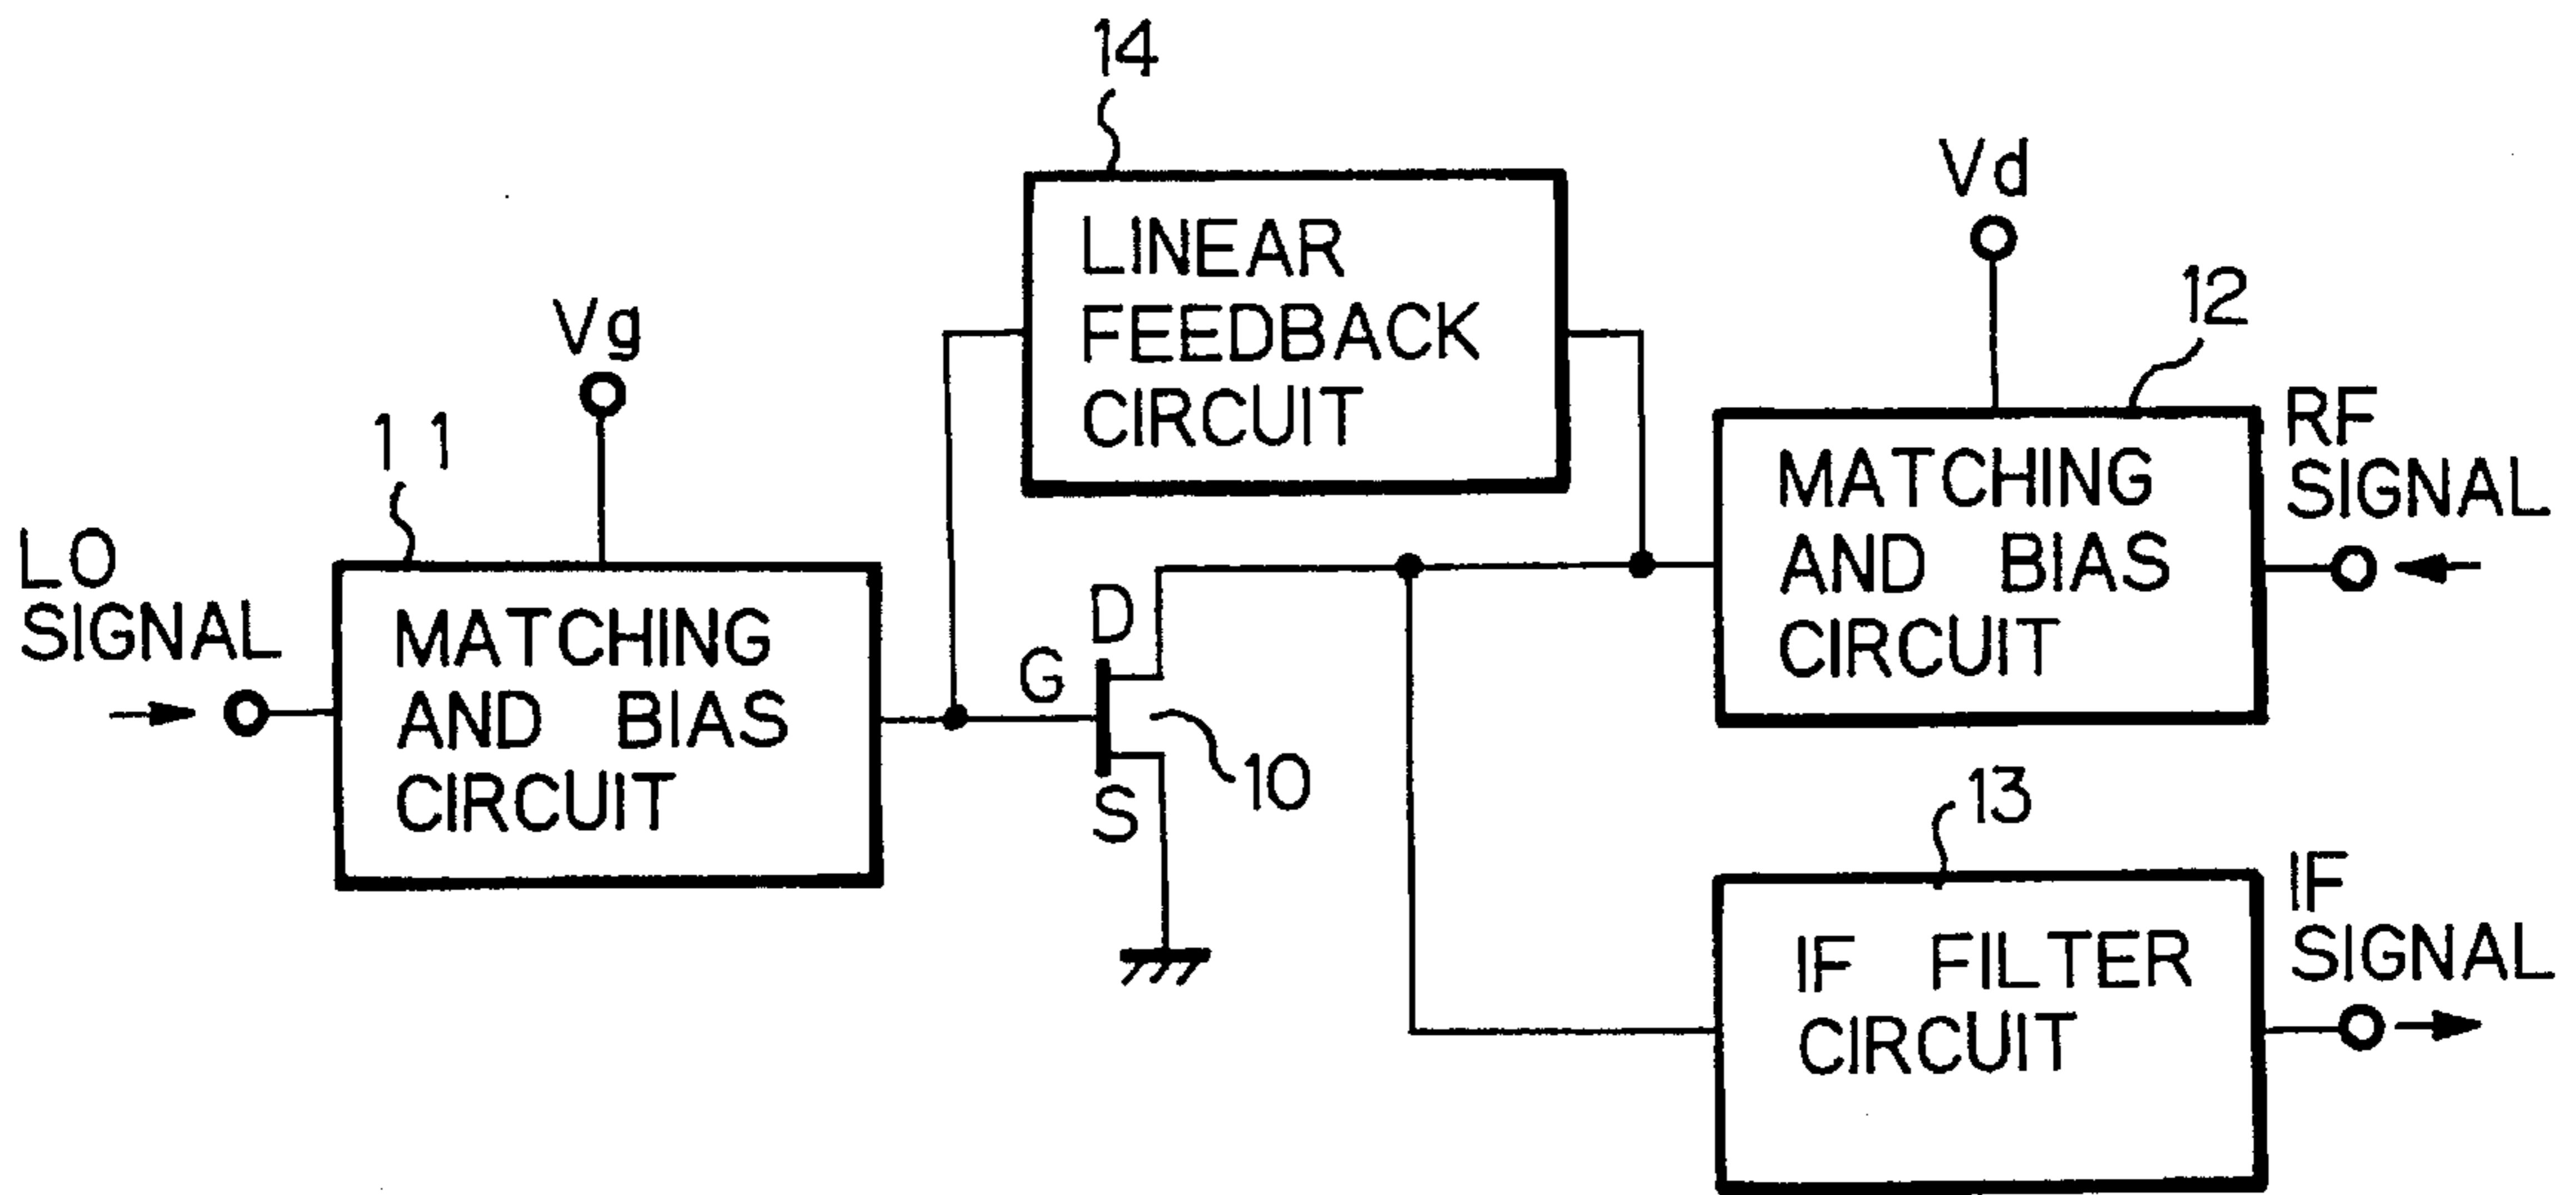 14
LINEAR
FEEDBACK
CIRCUIT
Vd
12
Vg
11
RF
SIGNAL
MATCHING
AND BIAS
CIRCUIT
LO
SIGNAL
MATCHING
AND BIAS
CIRCUIT
D
G
S
10
13
IF
SIGNAL
IF FILTER
CIRCUIT